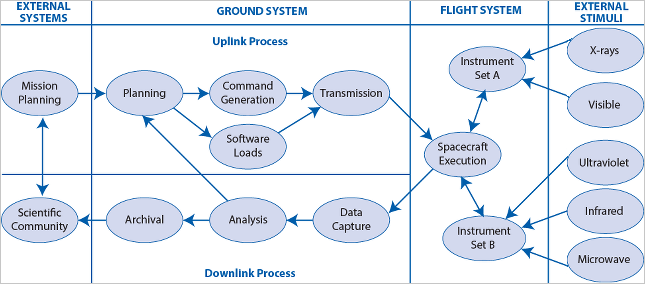 EXTERNAL
SYSTEMS
GROUND SYSTEM
FLIGHT SYSTEM
EXTERNAL
STIMULI
Uplink Process
Mission
Planning
Planning
Command
Generation
Transmission
Software
Loads
Instrument
Set A
X-rays
Visible
Spacecraft
Execution
Ultraviolet
Scientific
Community
Archival
Analysis
Data
Capture
Instrument
Set B
Infrared
Microwave
Downlink Process